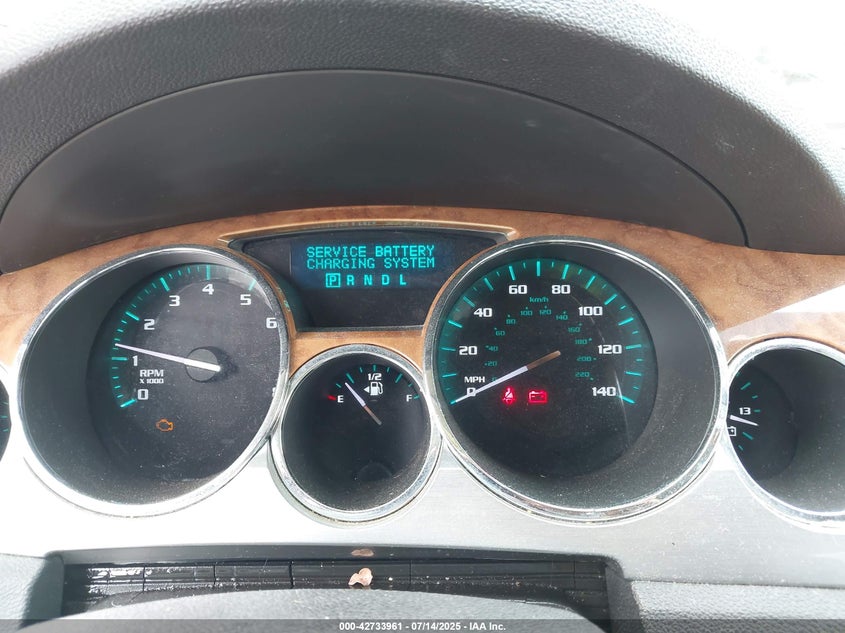 SERVICE BATTERY
CHARGING SYSTEM
P R N D L
0 1 2 3 4 5 6
RPM
X 1000
E 1/2 F
0 20 40 60 80 100 120 140
MPH
km/h
20 40 60 80 100 120 140 160 180 200 220
13
000-42733961 - 07/14/2025 - IAA Inc.